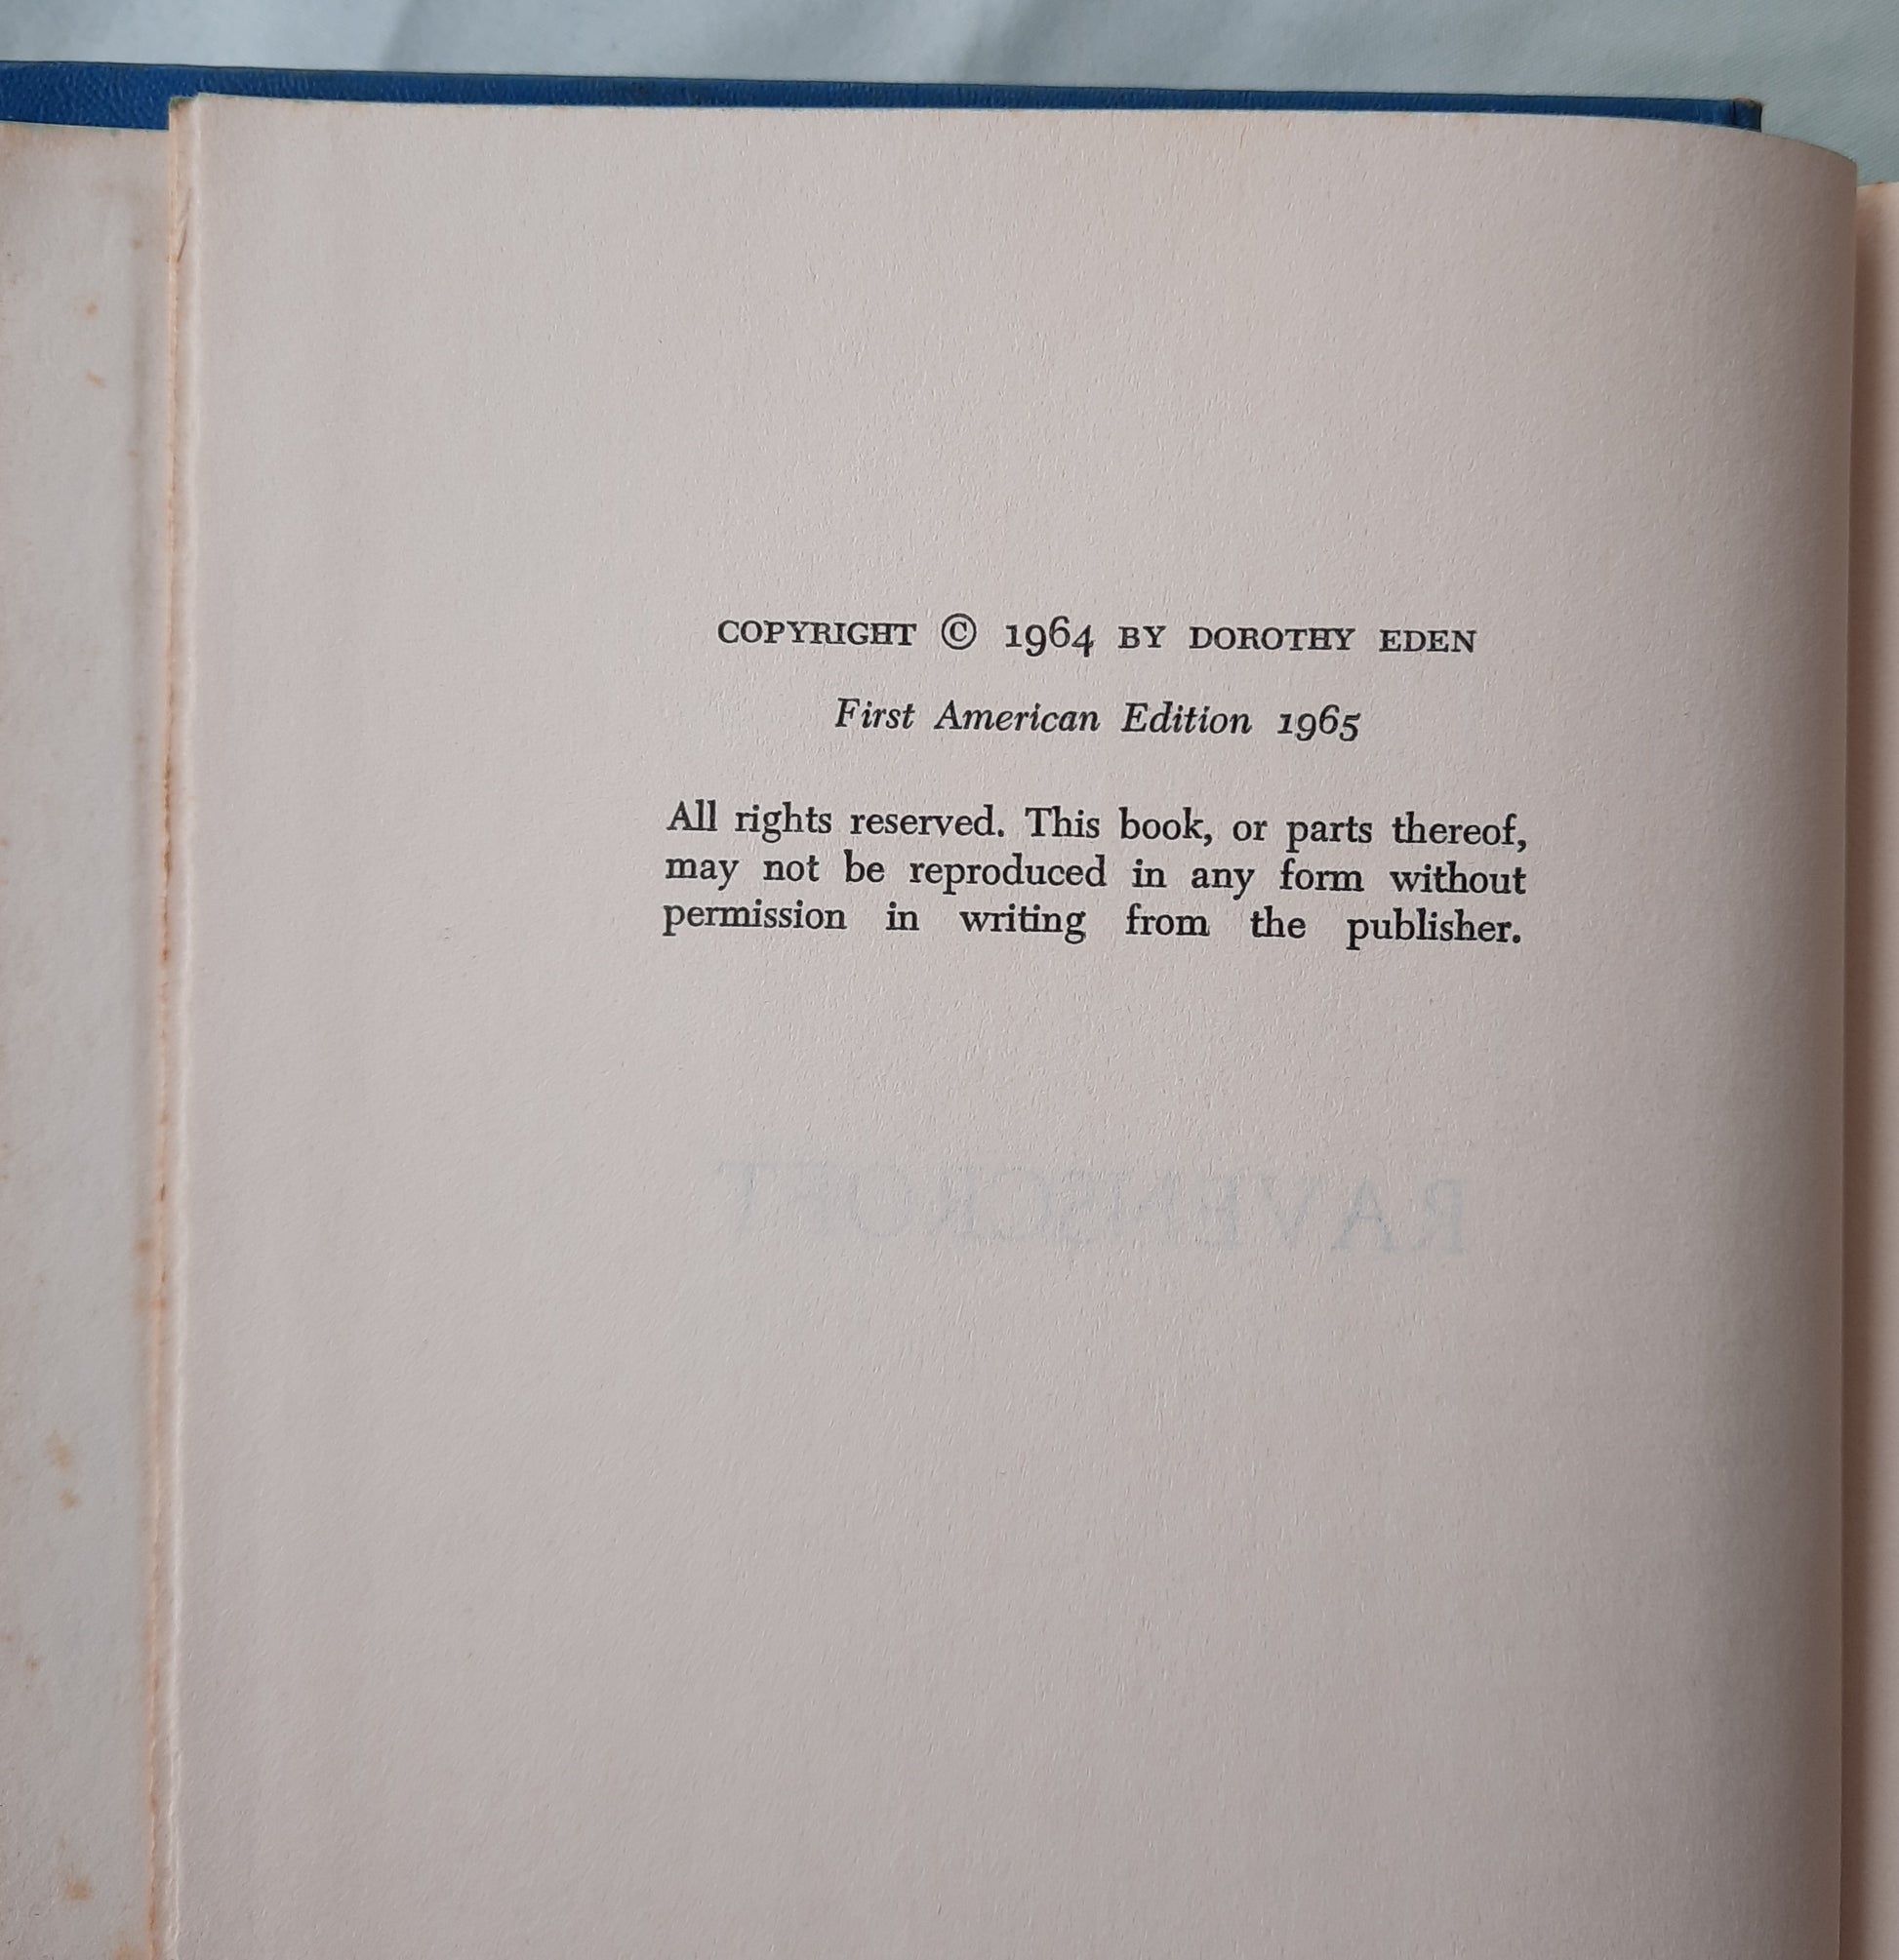 COPYRIGHT © 1964 BY DOROTHY EDEN
First American Edition 1965
All rights reserved. This book, or parts thereof,
may not be reproduced in any form without
permission in writing from the publisher.
RAVENSCROFT